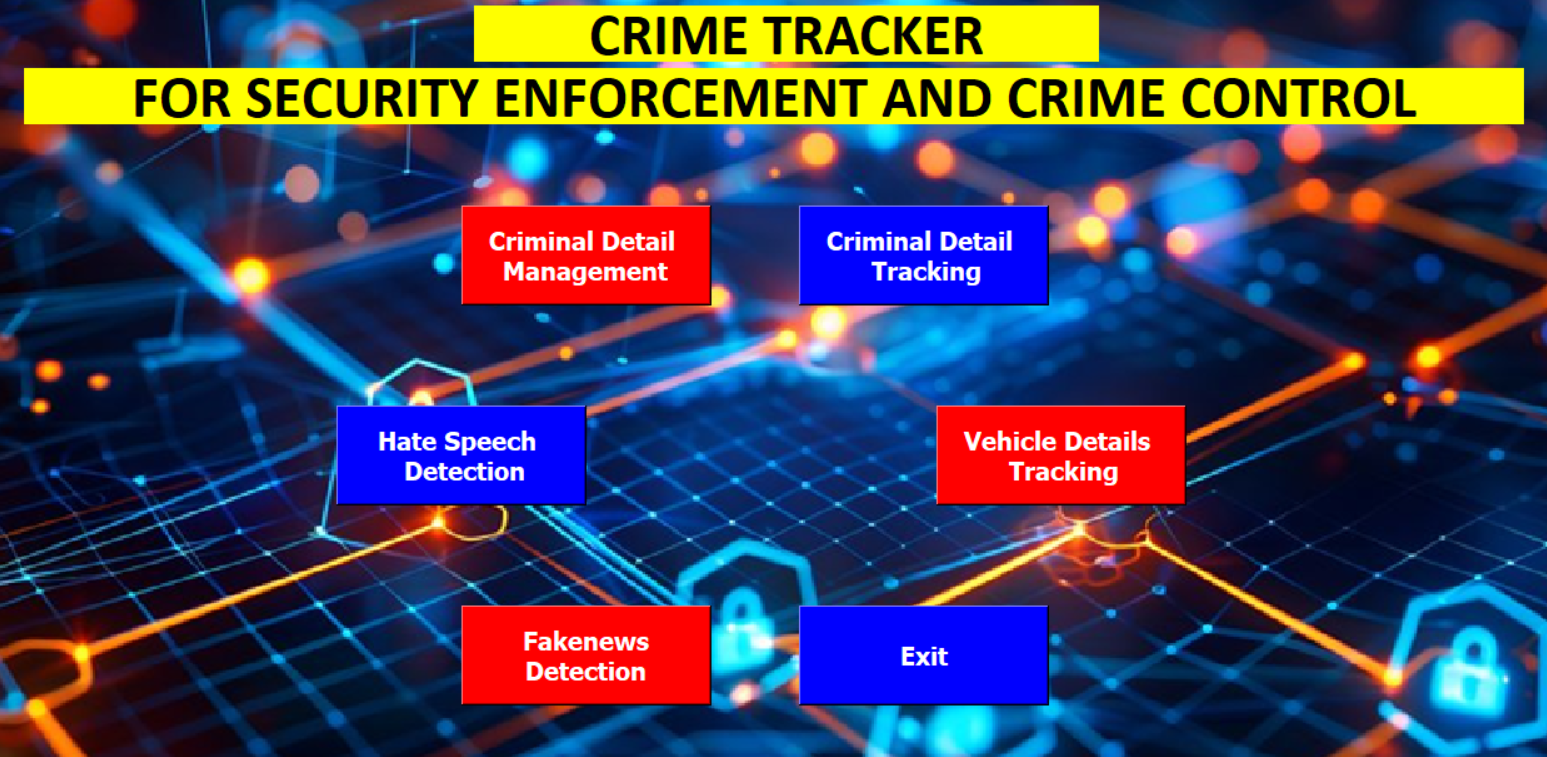 CRIME TRACKER
FOR SECURITY ENFORCEMENT AND CRIME CONTROL
Criminal Detail
Management
Criminal Detail
Tracking
Hate Speech
Detection
Vehicle Details
Tracking
Fakenews
Detection
Exit